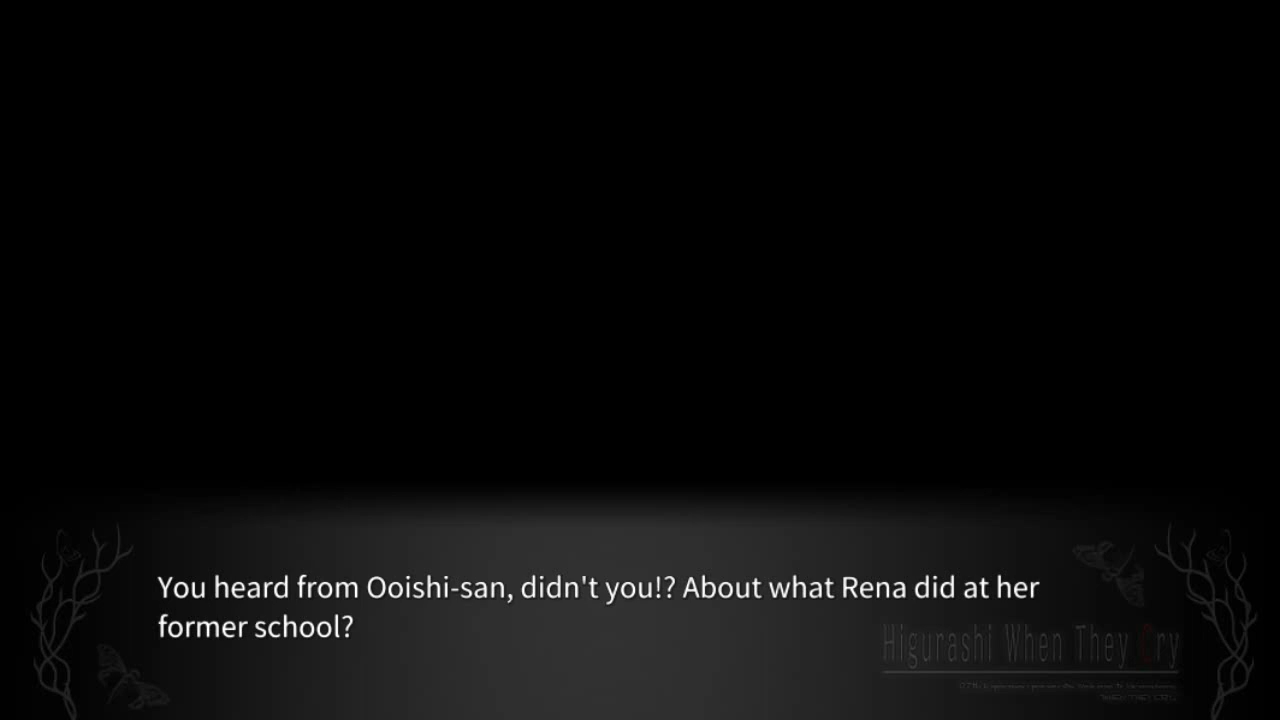 You heard from Ooishi-san, didn't you!? About what Rena did at her
former school?
Higurashi When They Cry